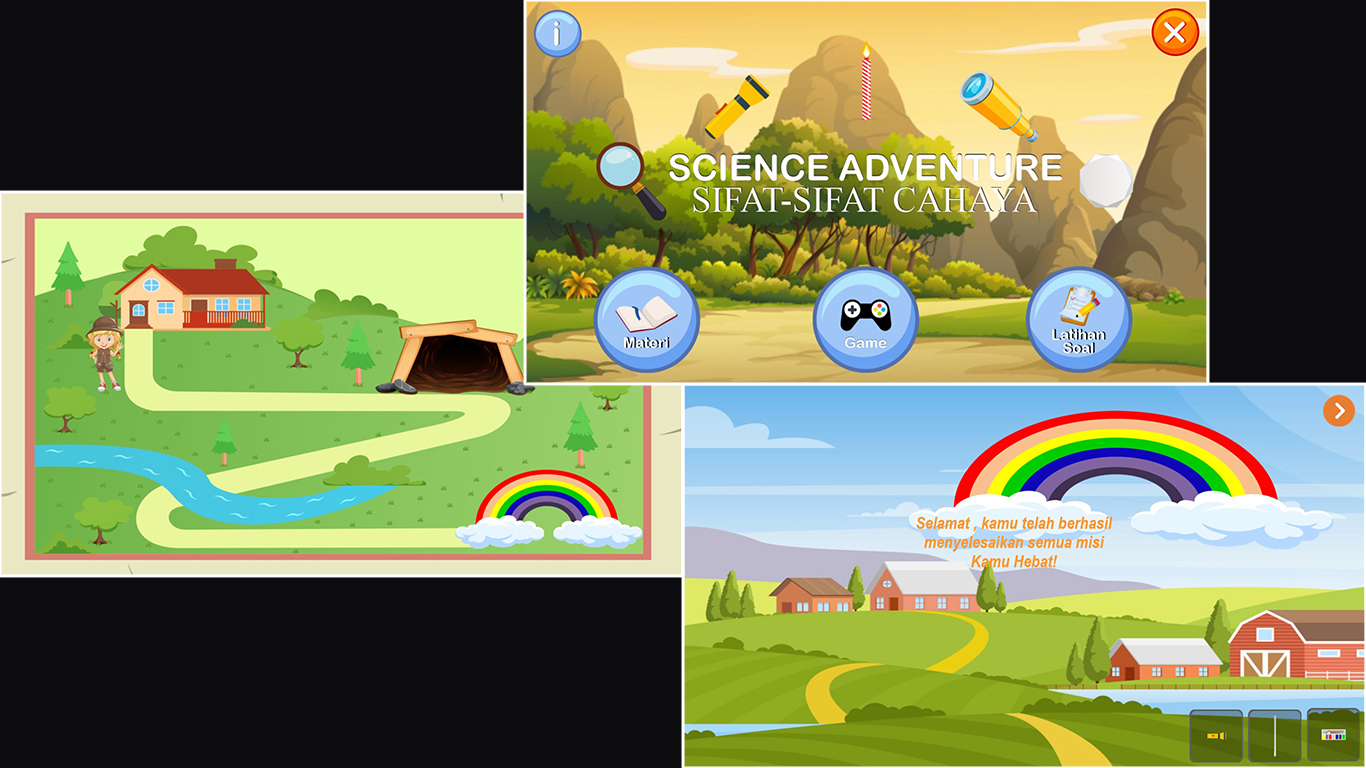 SCIENCE ADVENTURE
SIFAT-SIFAT CAHAYA
Materi
Game
Latihan
Soal
Selamat , kamu telah berhasil
menyelesaikan semua misi
Kamu Hebat!